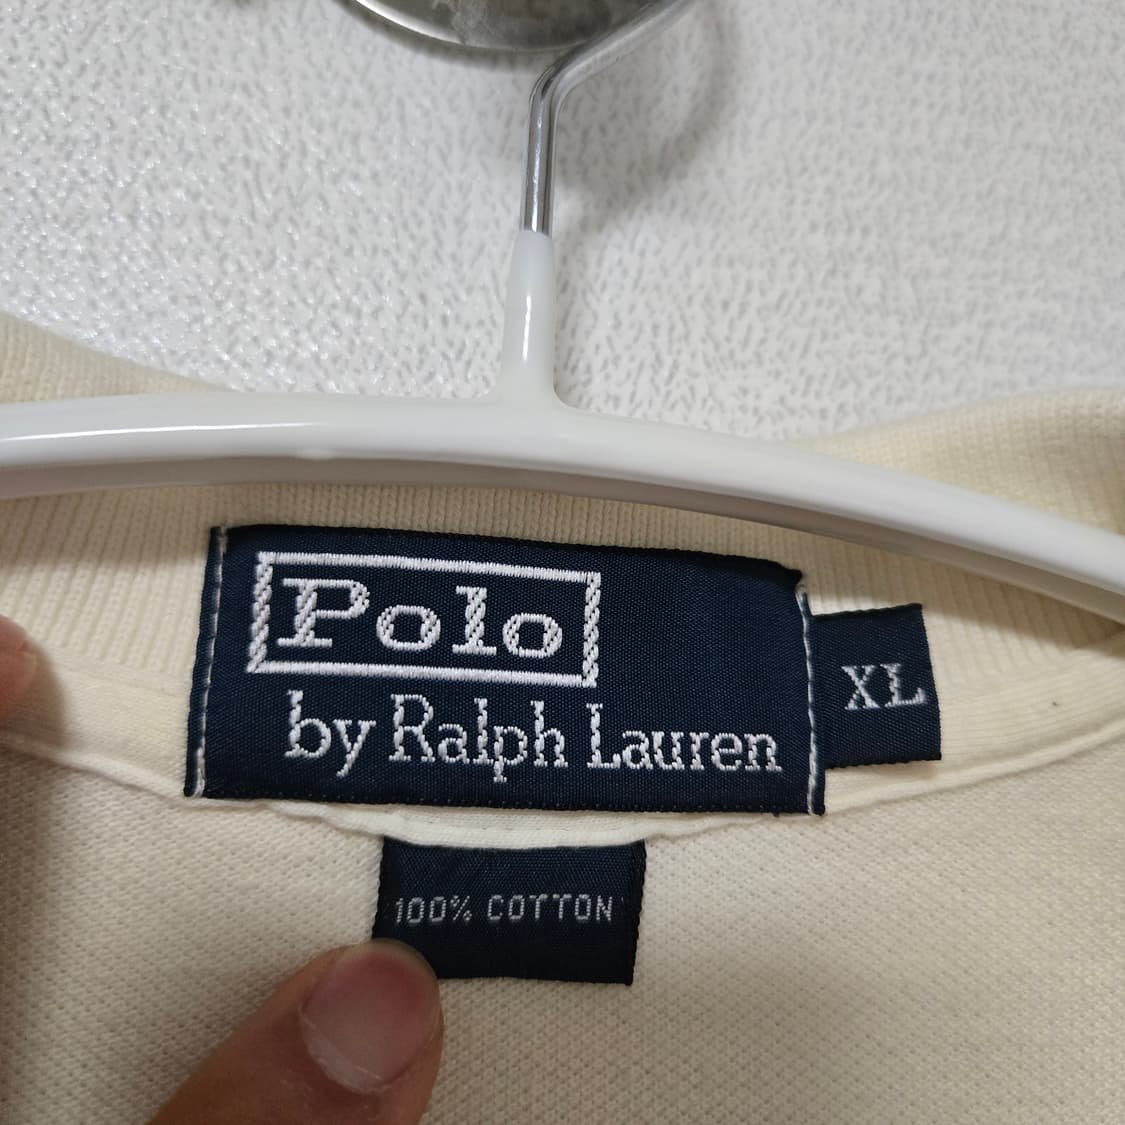 Polo
by Ralph Lauren
XL
100% COTTON